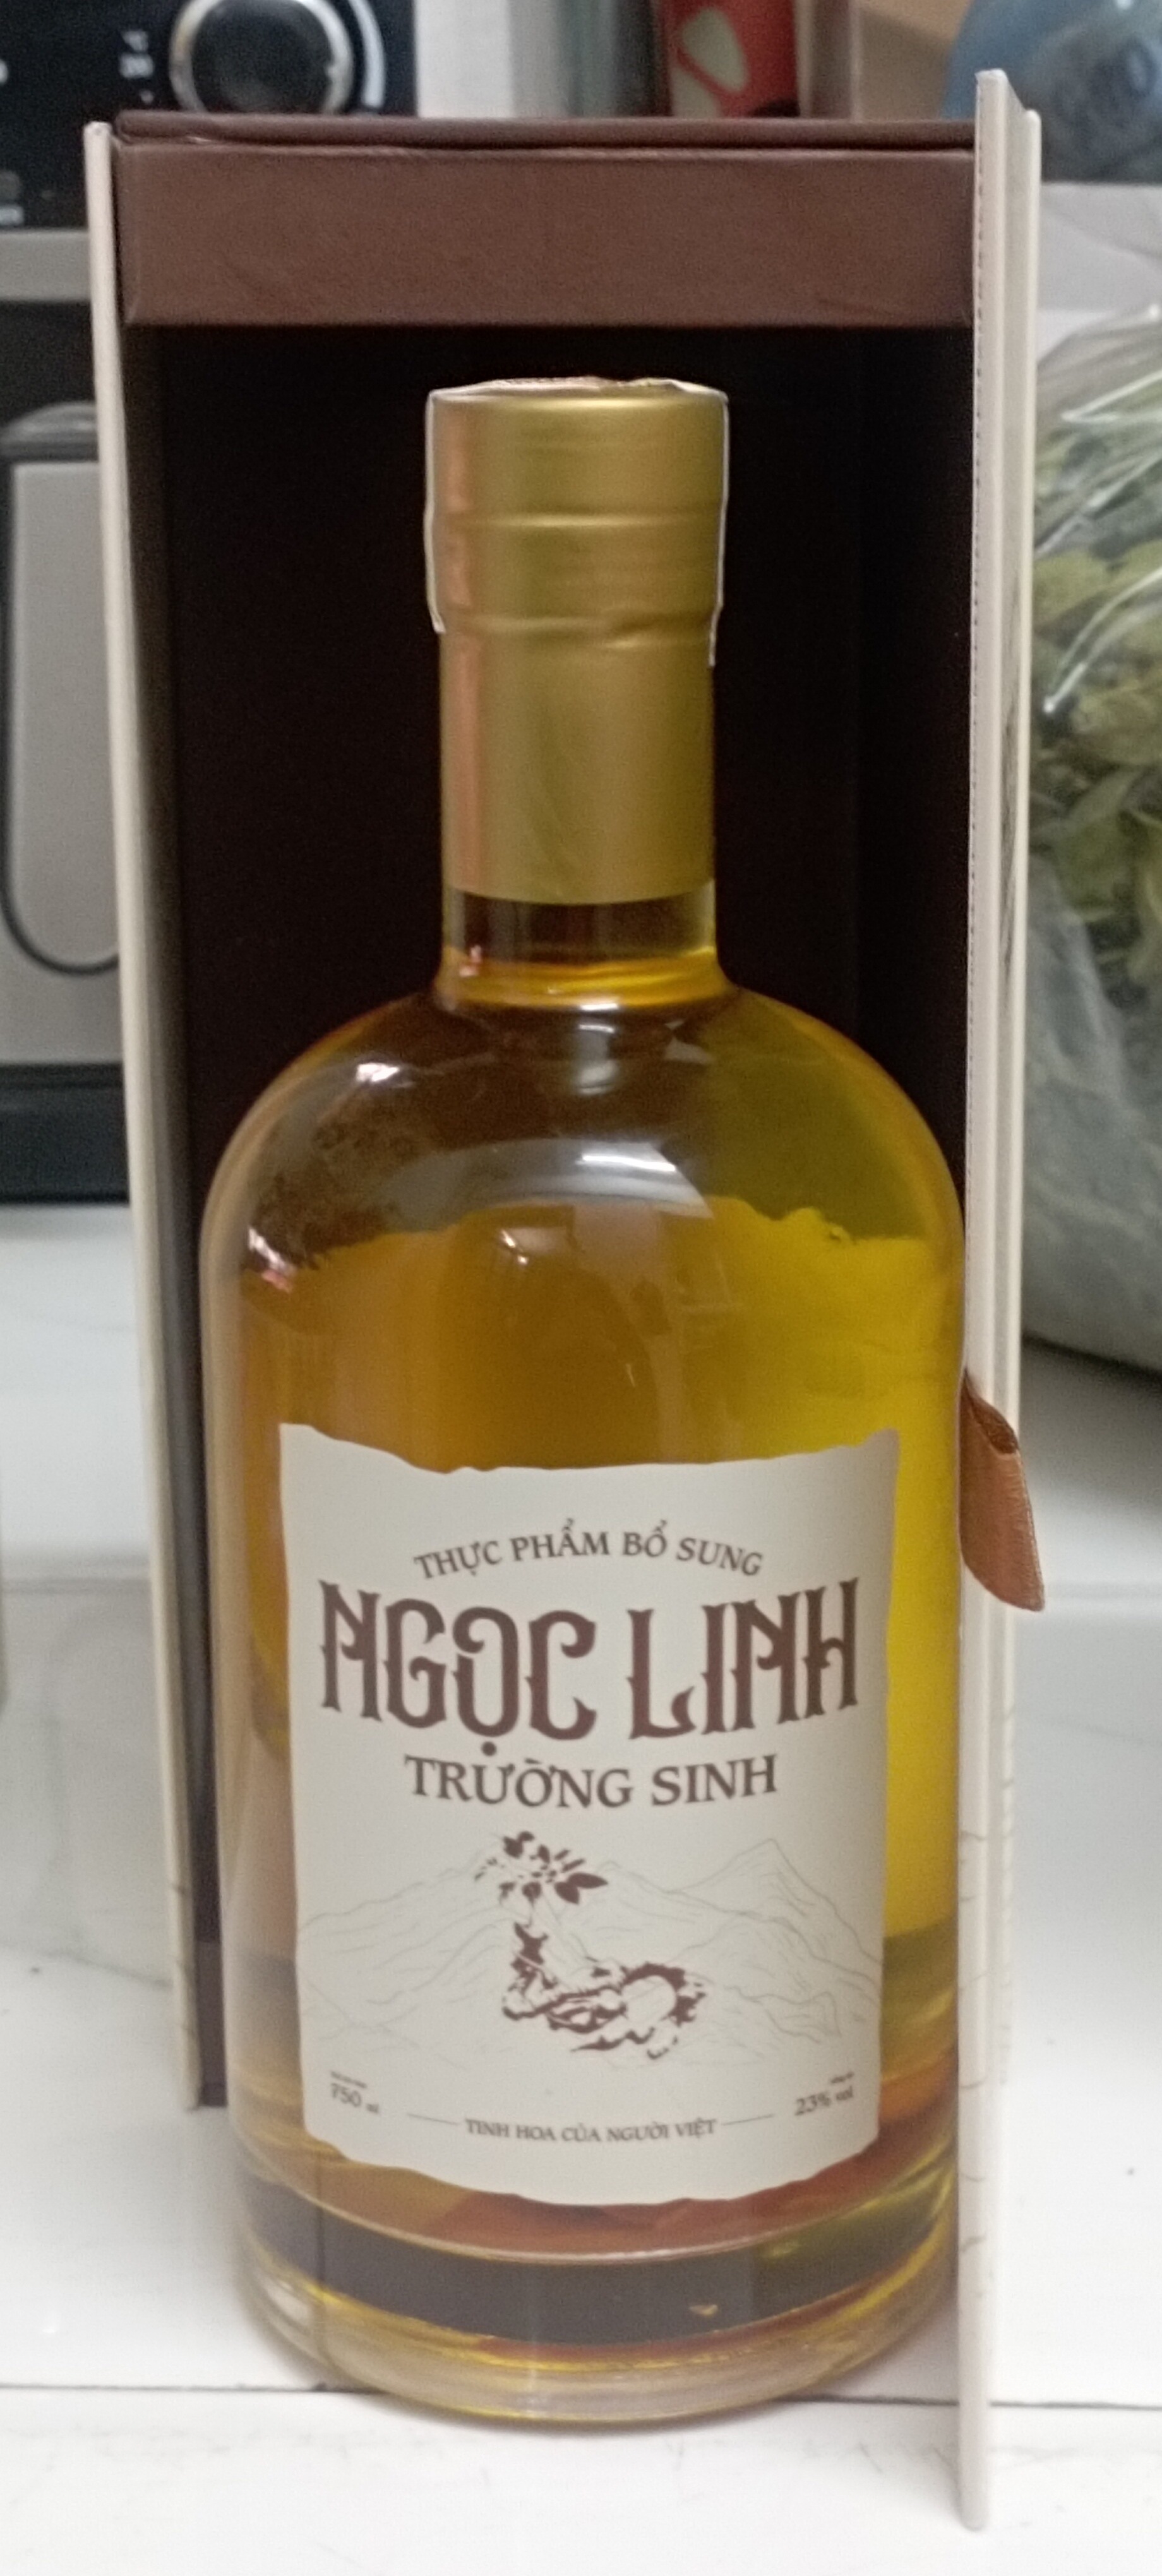 THỰC PHẨM BỔ SUNG
NGỌC LINH
TRƯỜNG SINH
750 ml
23% vol
TINH HOA CỦA NGƯỜI VIỆT